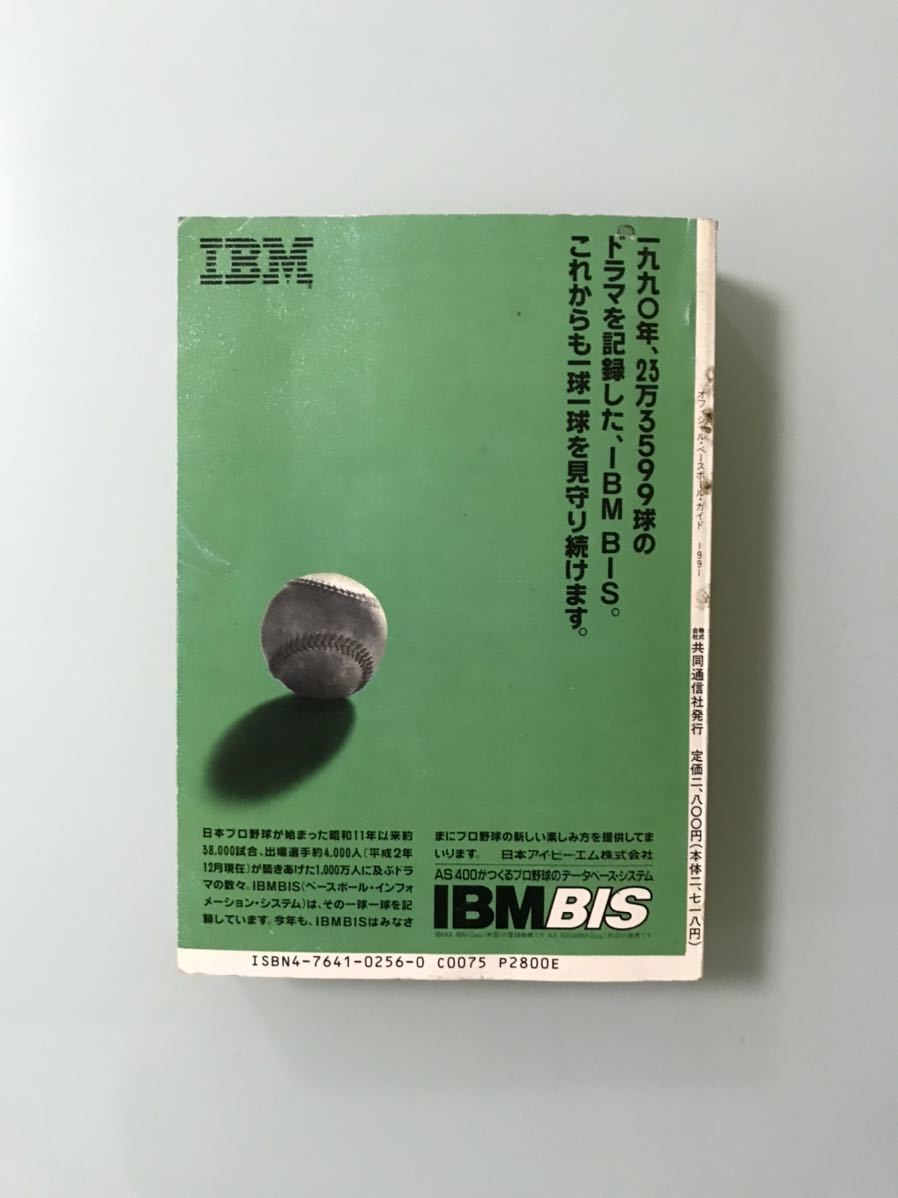 IBM
一九九〇年、23万3599球の
ドラマを記録した、IBM BIS。
これからも一球一球を見守り続けます。
日本プロ野球が始まった昭和11年以来約
38,000試合、出場選手約4,000人(平成2年
12月現在)が築きあげた1,000万人に及ぶドラ
マの数々。IBMBIS(ベースボール・インフォ
メーション・システム)は、その一球一球を記
録しています。今年も、IBMBISはみなさ
まにプロ野球の新しい楽しみ方を提供してま
いります。 日本アイ・ビー・エム株式会社
AS400がつくるプロ野球のデータベース・システム
IBMBIS
ISBN4-7641-0256-0 C0075 P2800E
オフィシャル・ベースボール・ガイド 1991
株式会社 共同通信社発行 定価二、八〇〇円(本体二、七一八円)